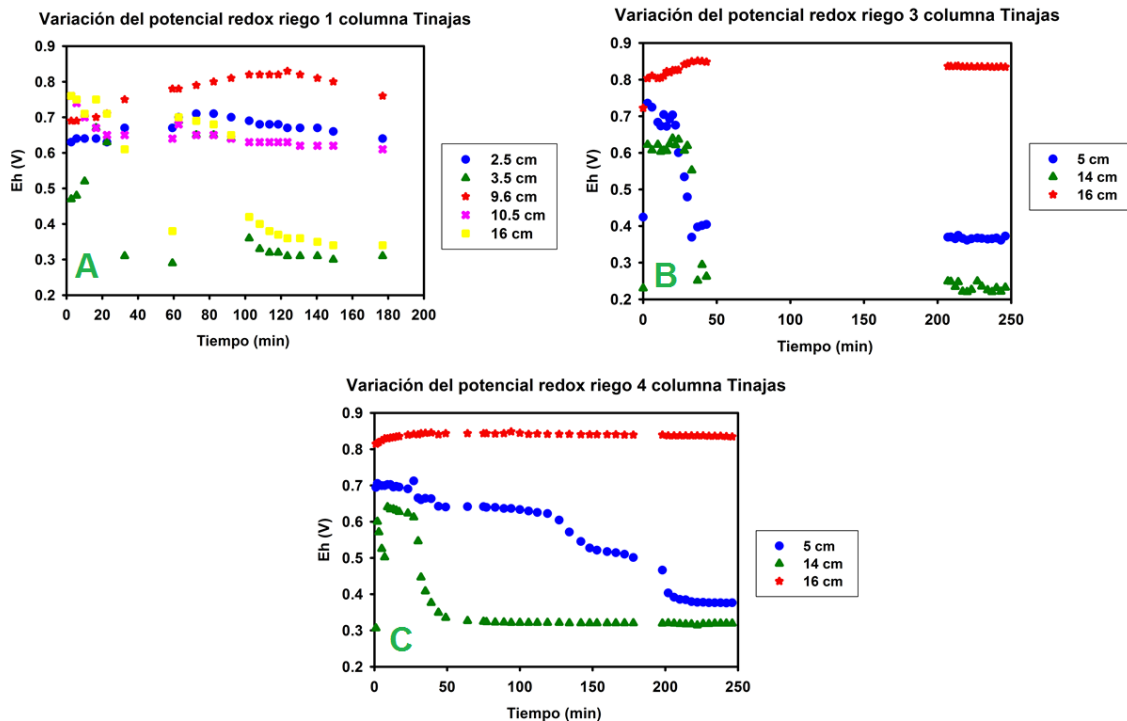 Variación del potencial redox riego 1 columna Tinajas
0.9
0.8
0.7
0.6
0.5
0.4
0.3
0.2
Eh (V)
A
0 20 40 60 80 100 120 140 160 180 200
Tiempo (min)
2.5 cm
3.5 cm
9.6 cm
10.5 cm
16 cm
Variación del potencial redox riego 3 columna Tinajas
0.9
0.8
0.7
0.6
0.5
0.4
0.3
0.2
Eh (V)
B
0 50 100 150 200 250
Tiempo (min)
5 cm
14 cm
16 cm
Variación del potencial redox riego 4 columna Tinajas
0.9
0.8
0.7
0.6
0.5
0.4
0.3
0.2
Eh (V)
C
0 50 100 150 200 250
Tiempo (min)
5 cm
14 cm
16 cm